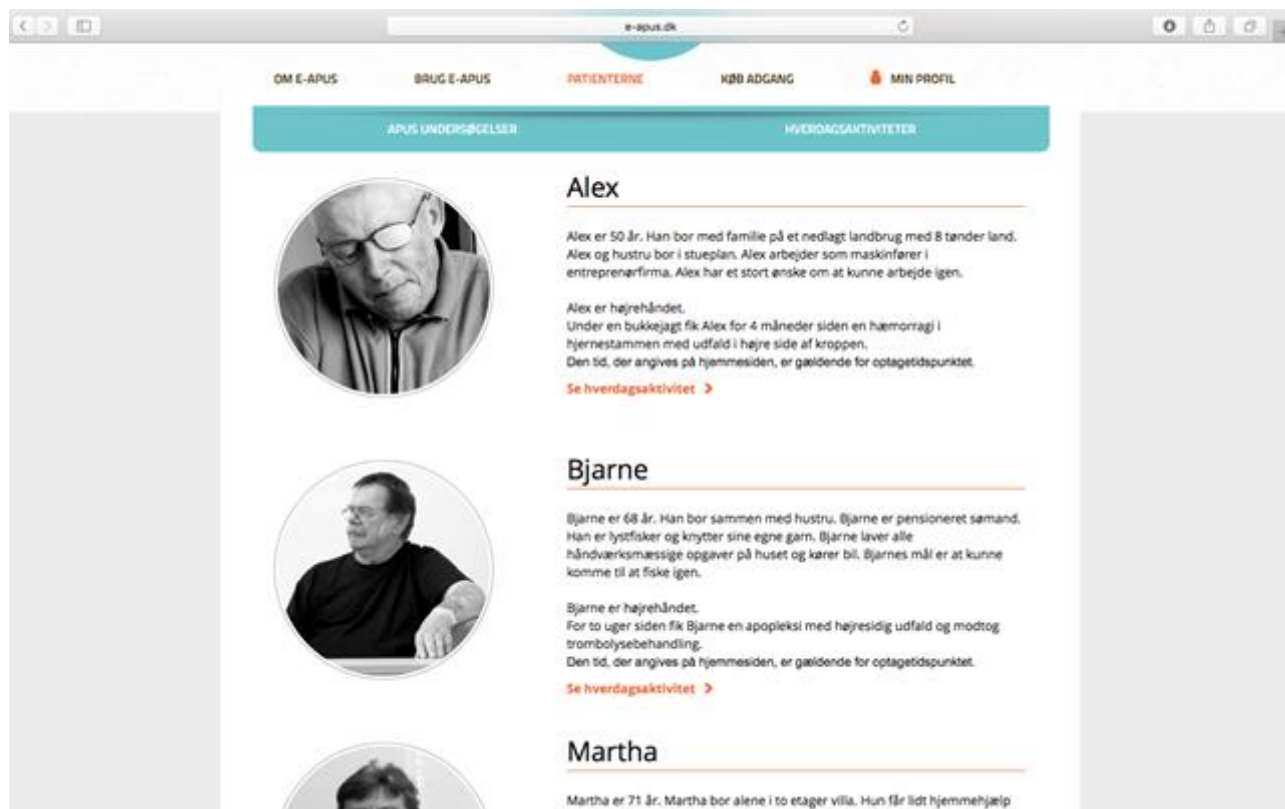 e-apus.dk
OM E-APUS
BRUG E-APUS
PATIENTERNE
KØB ADGANG
MIN PROFIL
APUS UNDERSØGELSER
HVERDAGSAKTIVITETER
Alex
Alex er 50 år. Han bor med familie på et nedlagt landbrug med 8 tønder land.
Alex og hustru bor i stueplan. Alex arbejder som maskinfører i
entreprenørfirma. Alex har et stort ønske om at kunne arbejde igen.
Alex er højrehåndet.
Under en bukkejagt fik Alex for 4 måneder siden en hæmorragi i
hjernestammen med udfald i højre side af kroppen.
Den tid, der angives på hjemmesiden, er gældende for optagetidspunktet.
Se hverdagsaktivitet
Bjarne
Bjarne er 68 år. Han bor sammen med hustru. Bjarne er pensioneret sømand.
Han er lystfisker og knytter sine egne garn. Bjarne laver alle
håndværksmæssige opgaver på huset og kører bil. Bjarnes mål er at kunne
komme til at fiske igen.
Bjarne er højrehåndet.
For to uger siden fik Bjarne en apopleksi med højresidig udfald og modtog
trombolysebehandling.
Den tid, der angives på hjemmesiden, er gældende for optagetidspunktet.
Se hverdagsaktivitet
Martha
Martha er 71 år. Martha bor alene i to etager villa. Hun får lidt hjemmehjælp